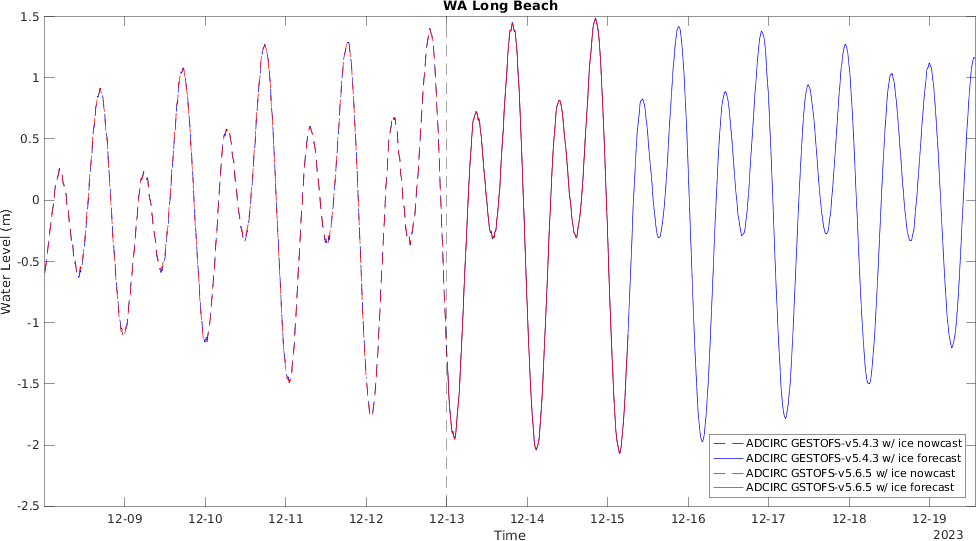 WA Long Beach
1.5
1
0.5
0
-0.5
-1
-1.5
-2
-2.5
Water Level (m)
ADCIRC GESTOFS-v5.4.3 w/ ice nowcast
ADCIRC GESTOFS-v5.4.3 w/ ice forecast
ADCIRC GSTOFS-v5.6.5 w/ ice nowcast
ADCIRC GSTOFS-v5.6.5 w/ ice forecast
12-09 12-10 12-11 12-12 12-13 12-14 12-15 12-16 12-17 12-18 12-19
Time
2023